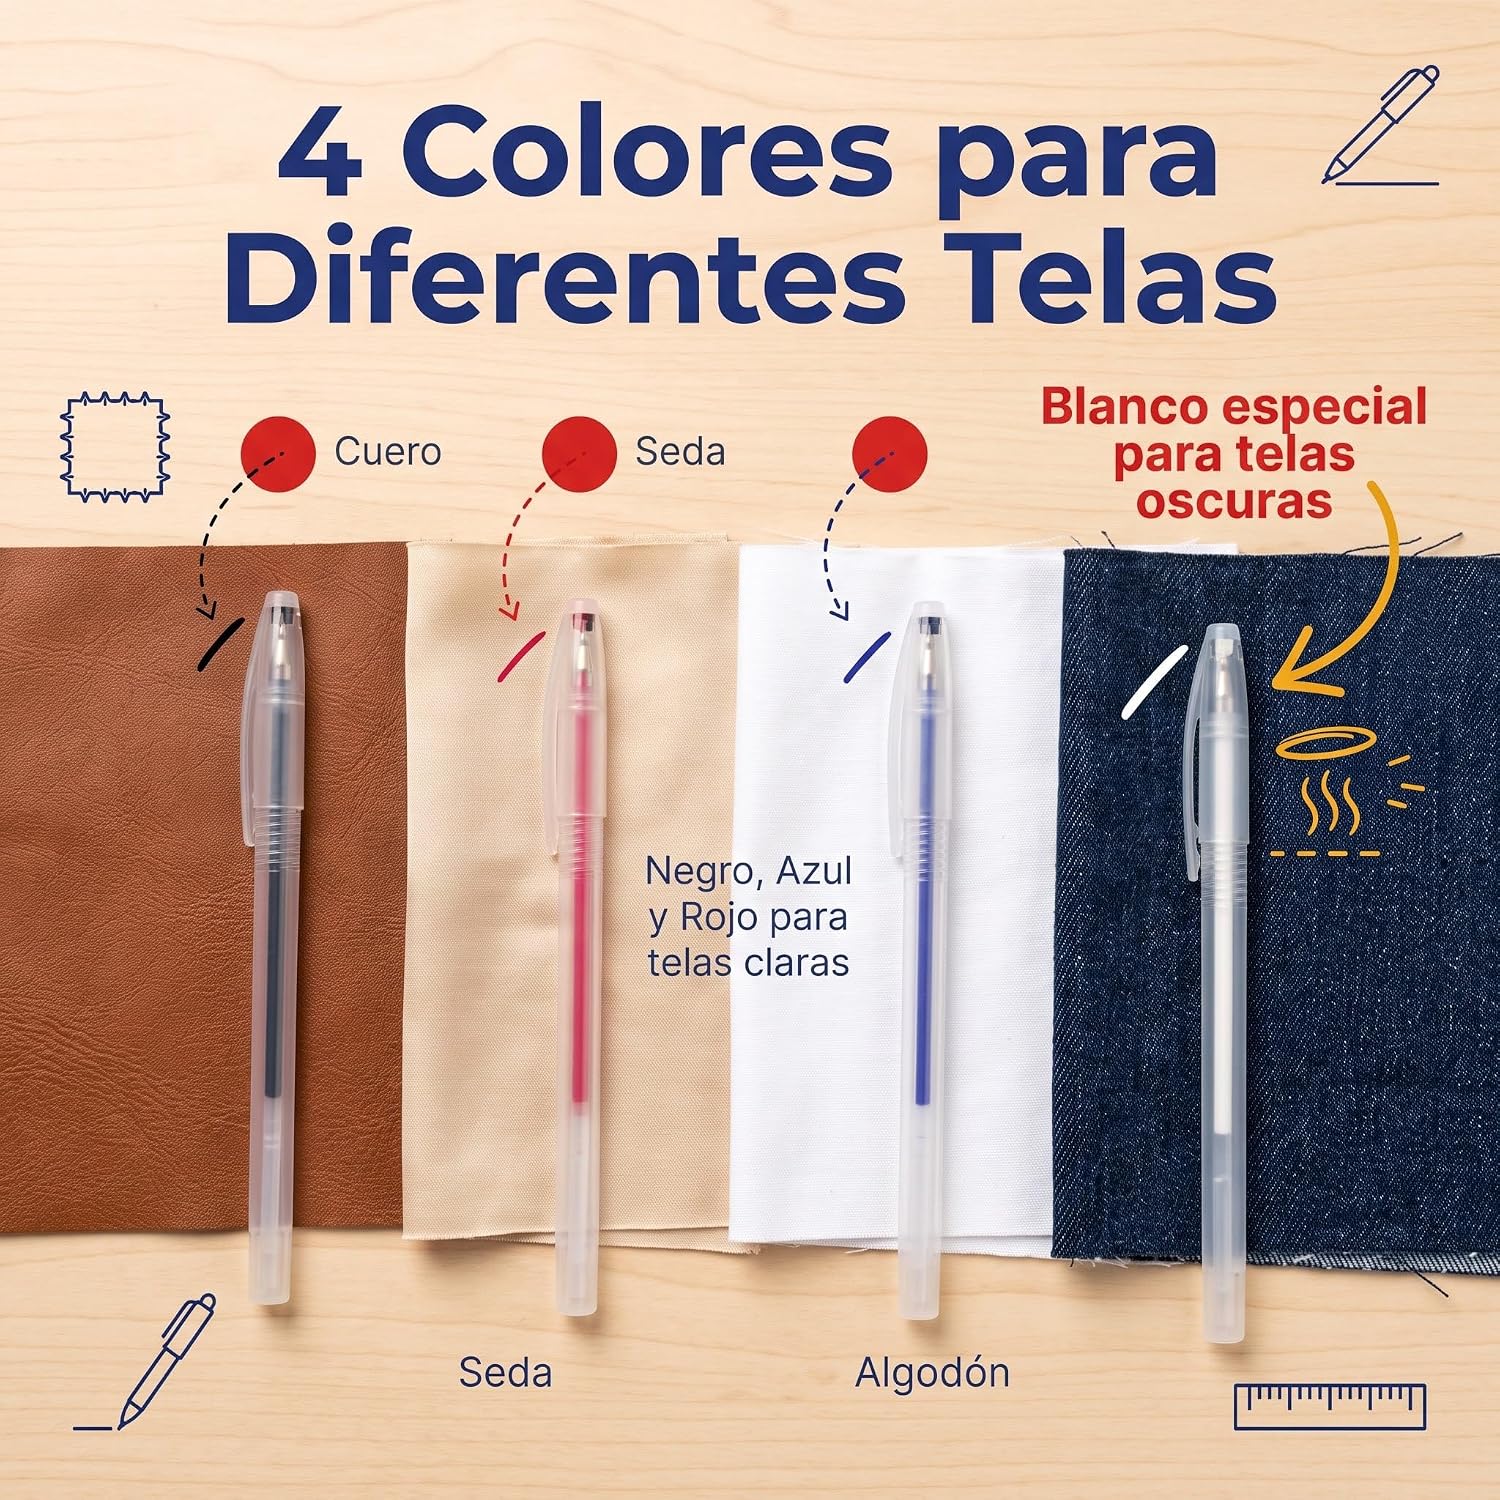 4 Colores para
Diferentes Telas
Cuero
Seda
Blanco especial
para telas
oscuras
Negro, Azul
y Rojo para
telas claras
Seda
Algodón